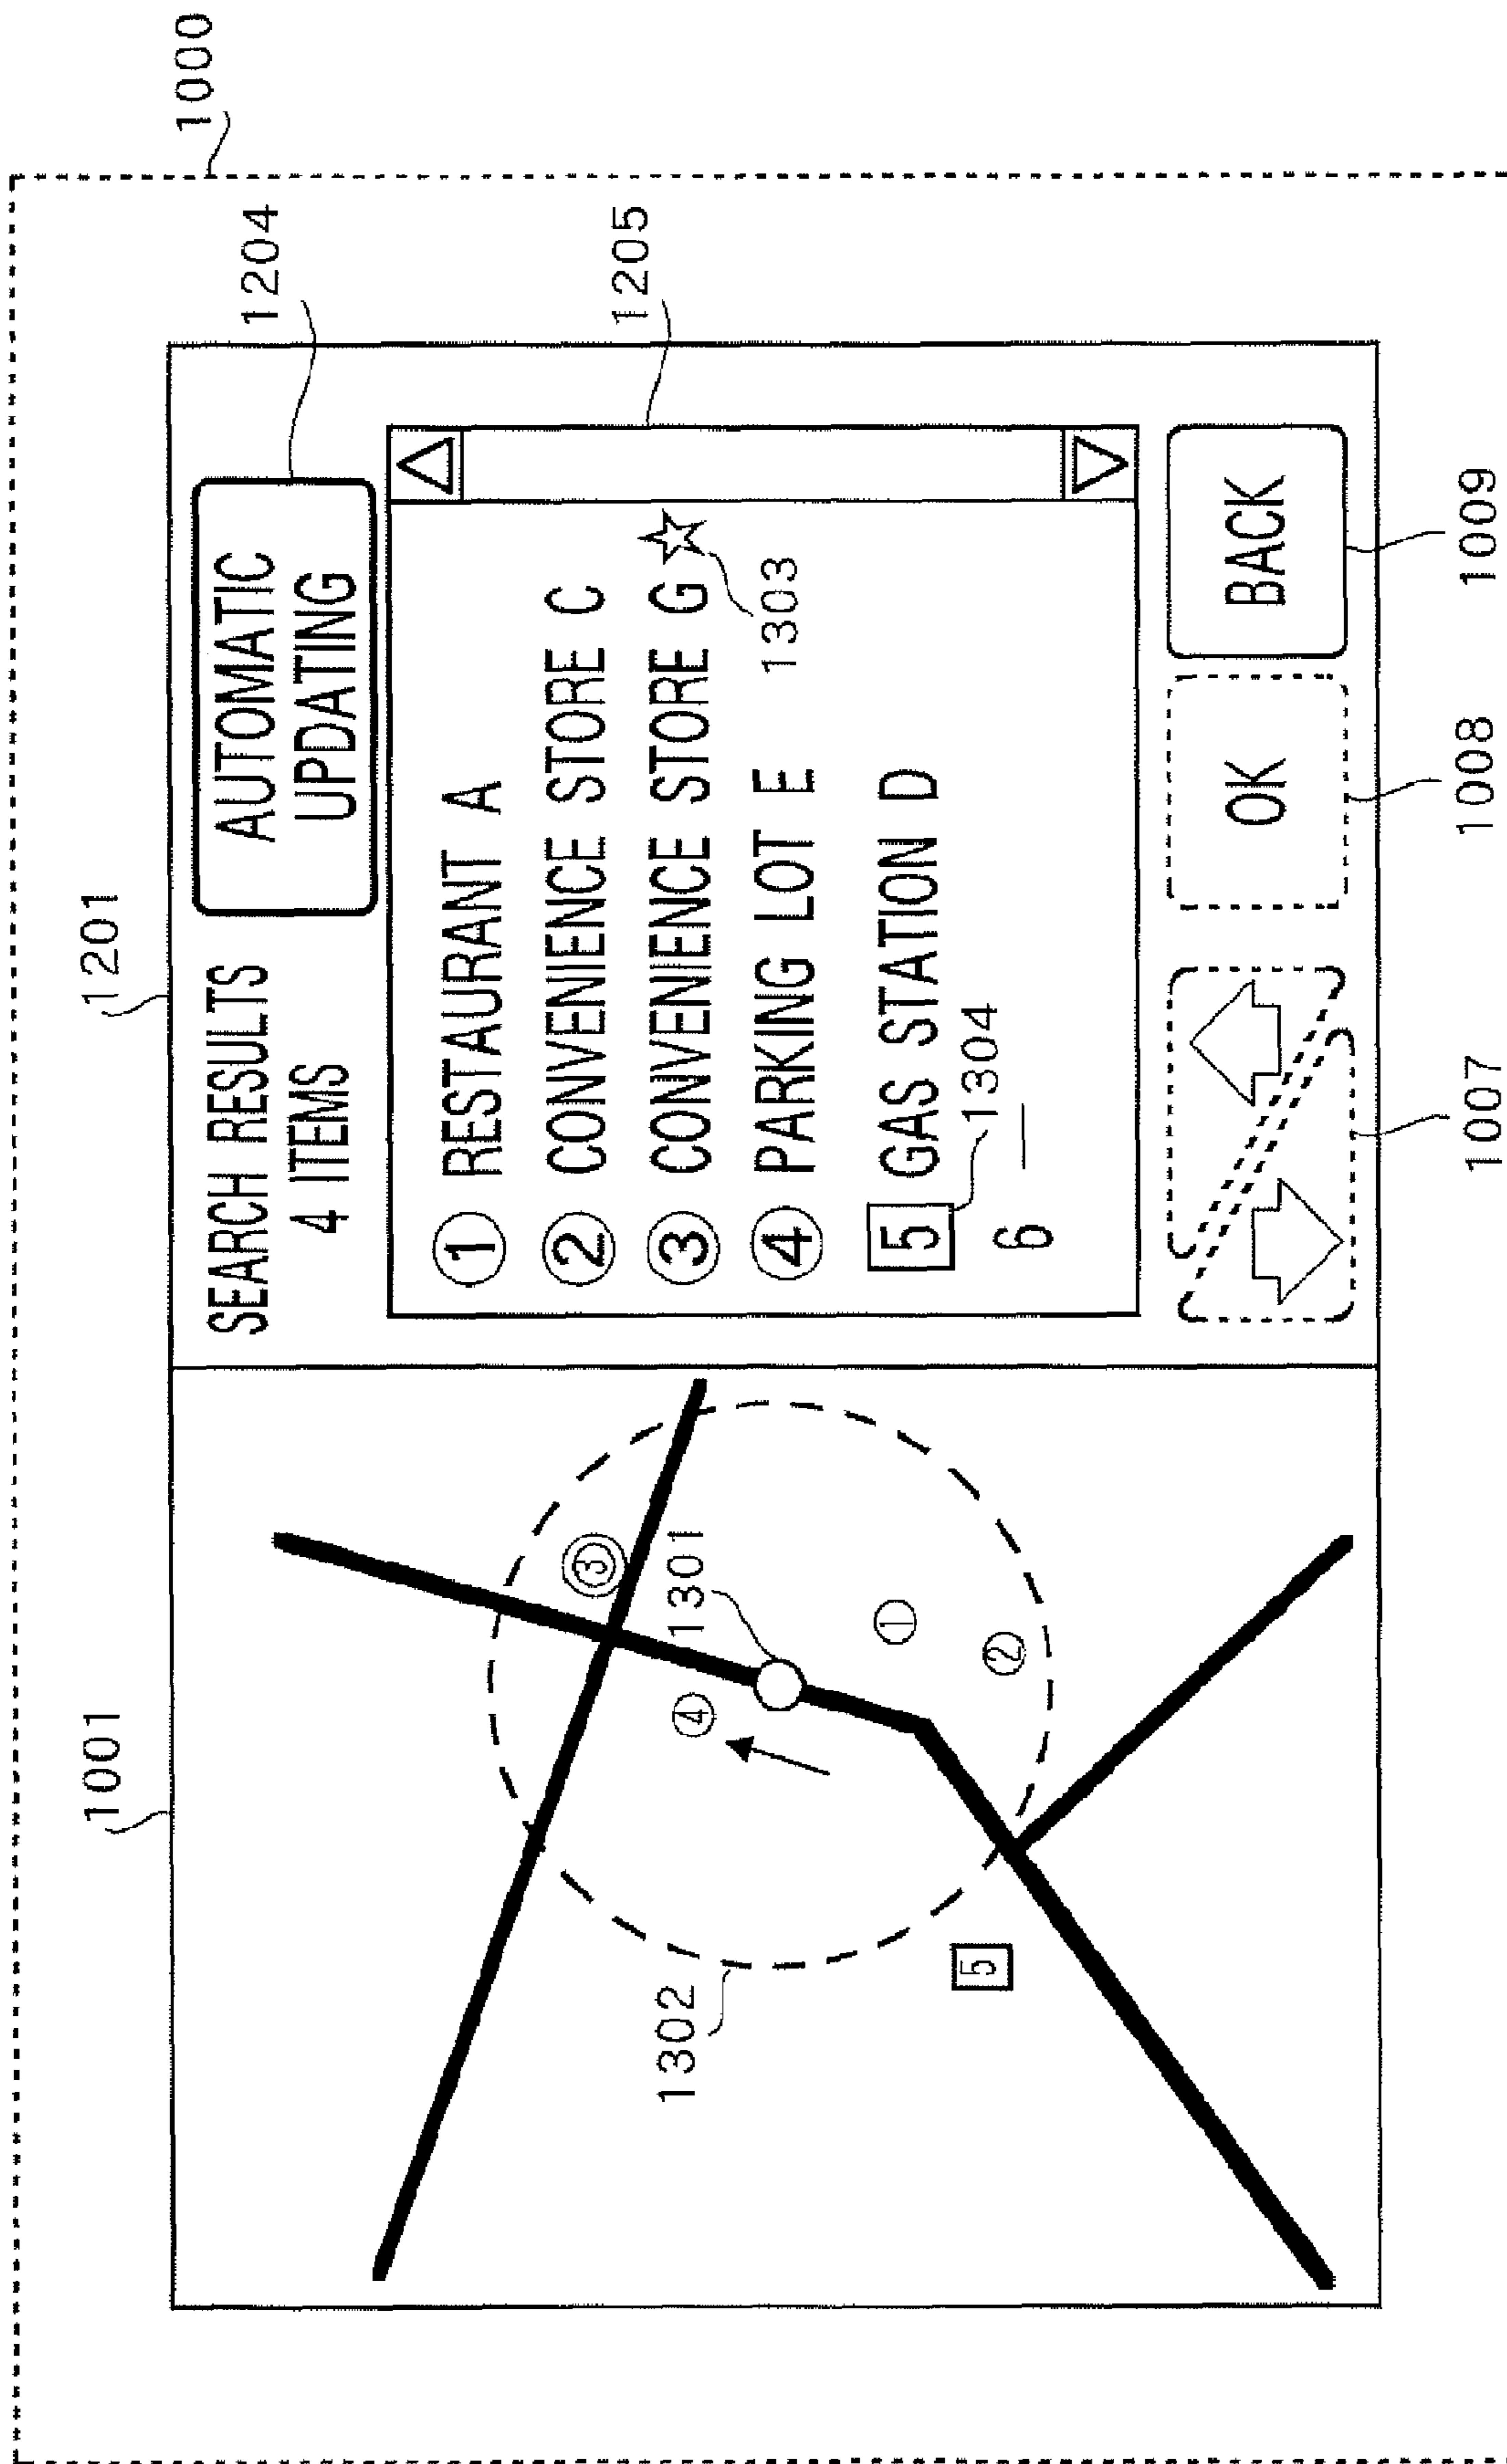 1000
1001
1201
1204
SEARCH RESULTS
4 ITEMS
AUTOMATIC
UPDATING
1205
① RESTAURANT A
② CONVENIENCE STORE C
③ CONVENIENCE STORE G ☆
1303
④ PARKING LOT E
5 GAS STATION D
1304
6 —
1302
③
1301
④
①
②
5
OK
BACK
1007
1008
1009